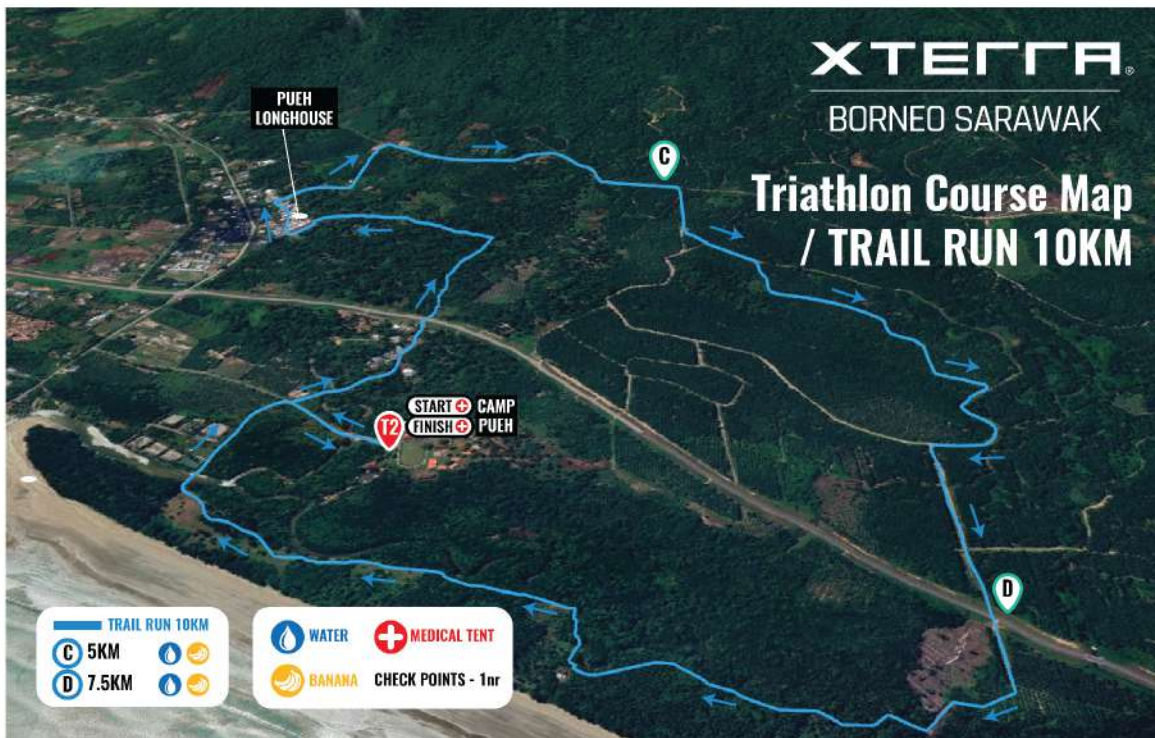 XTERRA®
BORNEO SARAWAK
Triathlon Course Map
/ TRAIL RUN 10KM
PUEH
LONGHOUSE
C
T2
START CAMP
FINISH PUEH
D
TRAIL RUN 10KM
C 5KM
D 7.5KM
WATER
MEDICAL TENT
BANANA
CHECK POINTS - 1nr